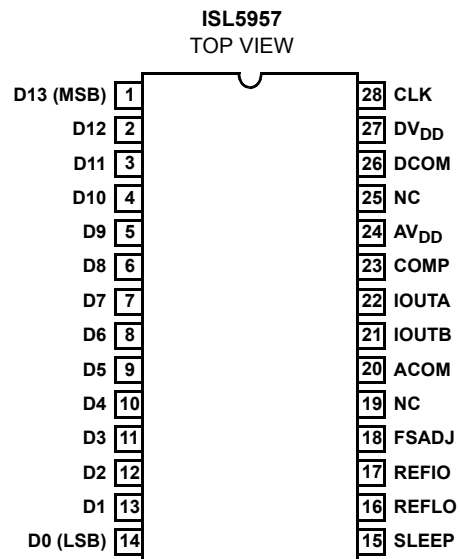 ISL5957
TOP VIEW
D13 (MSB) 1 28 CLK
D12 2 27 DVDD
D11 3 26 DCOM
D10 4 25 NC
D9 5 24 AVDD
D8 6 23 COMP
D7 7 22 IOUTA
D6 8 21 IOUTB
D5 9 20 ACOM
D4 10 19 NC
D3 11 18 FSADJ
D2 12 17 REFIO
D1 13 16 REFLO
D0 (LSB) 14 15 SLEEP